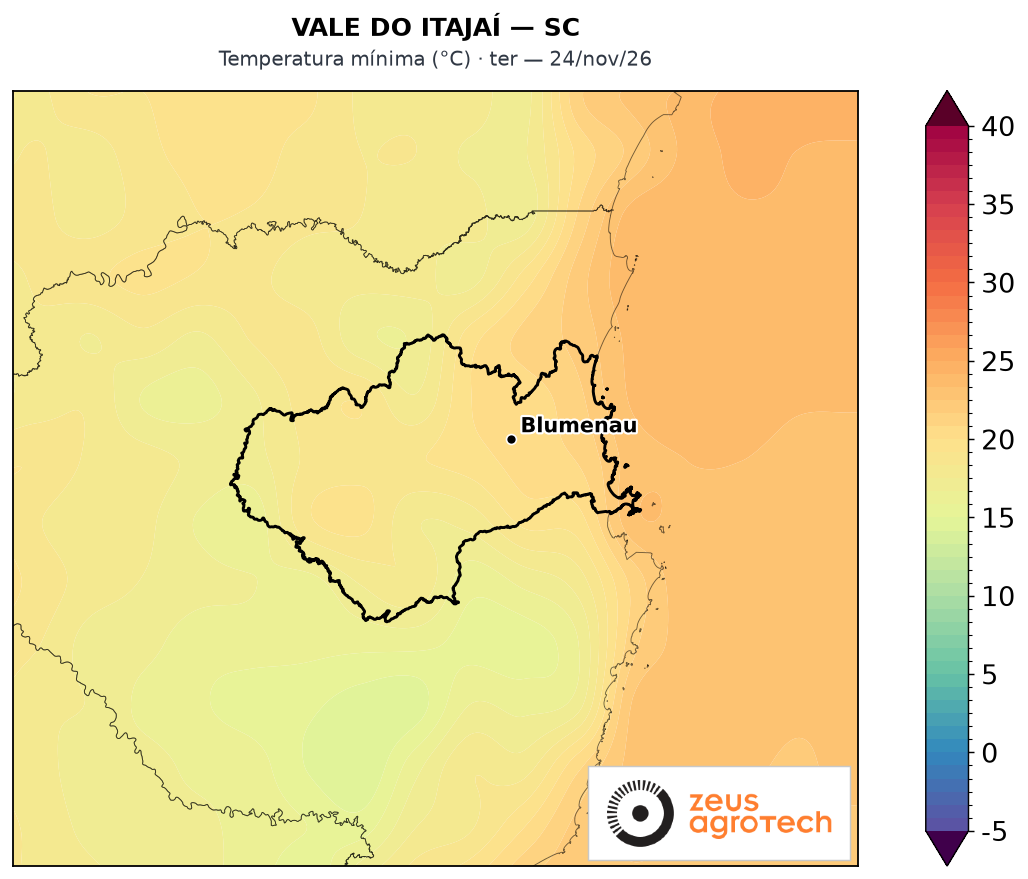 VALE DO ITAJAÍ — SC
Temperatura mínima (°C) · ter — 24/nov/26
Blumenau
40
35
30
25
20
15
10
5
0
-5
zeus
agrotech